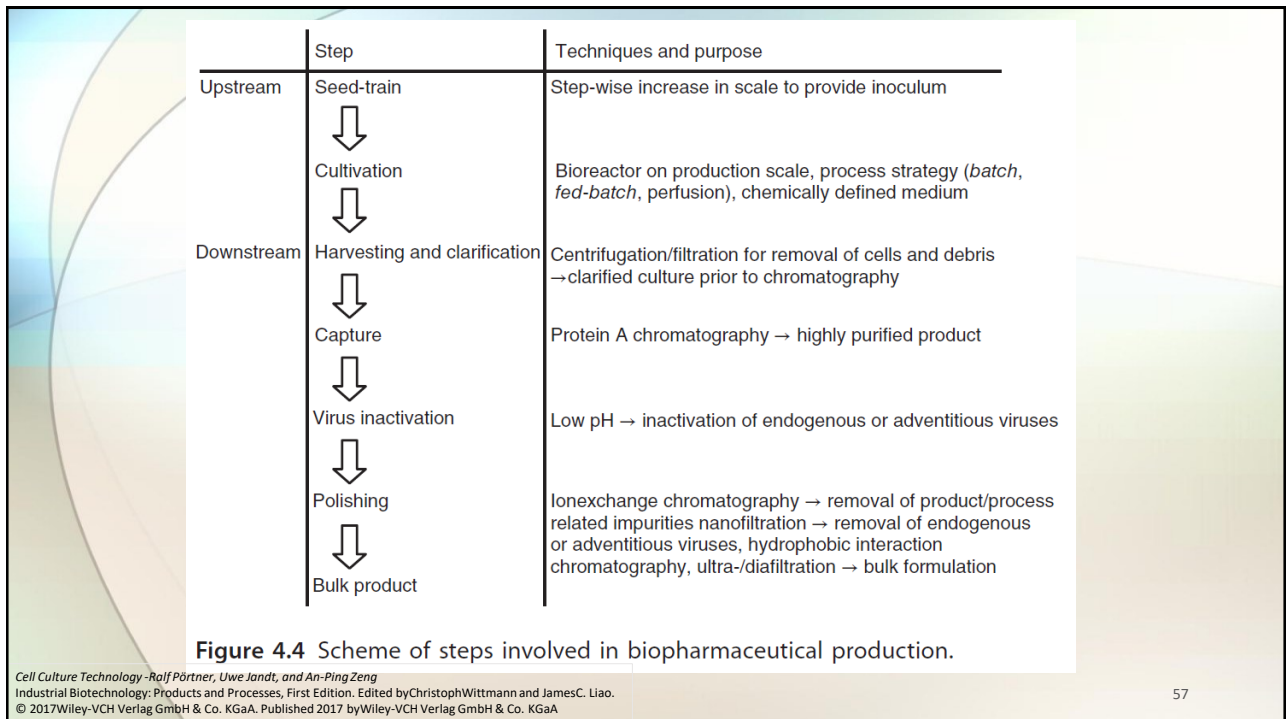 Step Techniques and purpose
Upstream Seed-train Step-wise increase in scale to provide inoculum
Cultivation Bioreactor on production scale, process strategy (batch,
fed-batch, perfusion), chemically defined medium
Downstream Harvesting and clarification Centrifugation/filtration for removal of cells and debris
→clarified culture prior to chromatography
Capture Protein A chromatography → highly purified product
Virus inactivation Low pH → inactivation of endogenous or adventitious viruses
Polishing Ionexchange chromatography → removal of product/process
related impurities nanofiltration → removal of endogenous
or adventitious viruses, hydrophobic interaction
chromatography, ultra-/diafiltration → bulk formulation
Bulk product
Figure 4.4 Scheme of steps involved in biopharmaceutical production.
Cell Culture Technology -Ralf Pörtner, Uwe Jandt, and An-Ping Zeng
Industrial Biotechnology: Products and Processes, First Edition. Edited byChristophWittmann and JamesC. Liao.
© 2017Wiley-VCH Verlag GmbH & Co. KGaA. Published 2017 byWiley-VCH Verlag GmbH & Co. KGaA
57